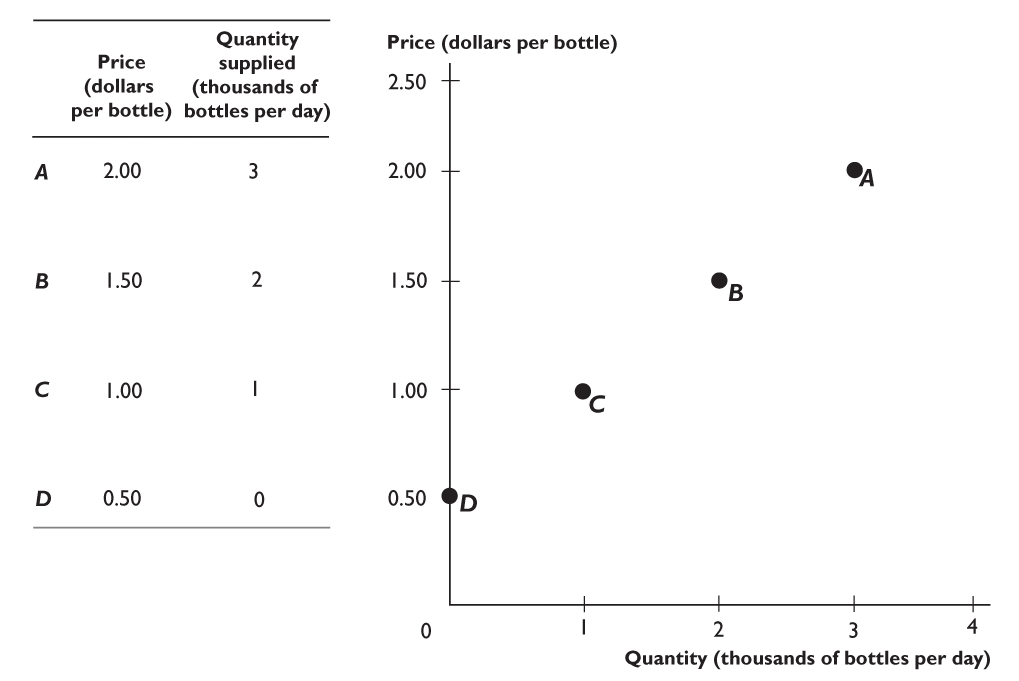 Quantity
Price supplied
(dollars (thousands of
per bottle) bottles per day)
A 2.00 3
B 1.50 2
C 1.00 1
D 0.50 0
Price (dollars per bottle)
2.50
2.00
A
1.50
B
1.00
C
0.50
D
0 1 2 3 4
Quantity (thousands of bottles per day)